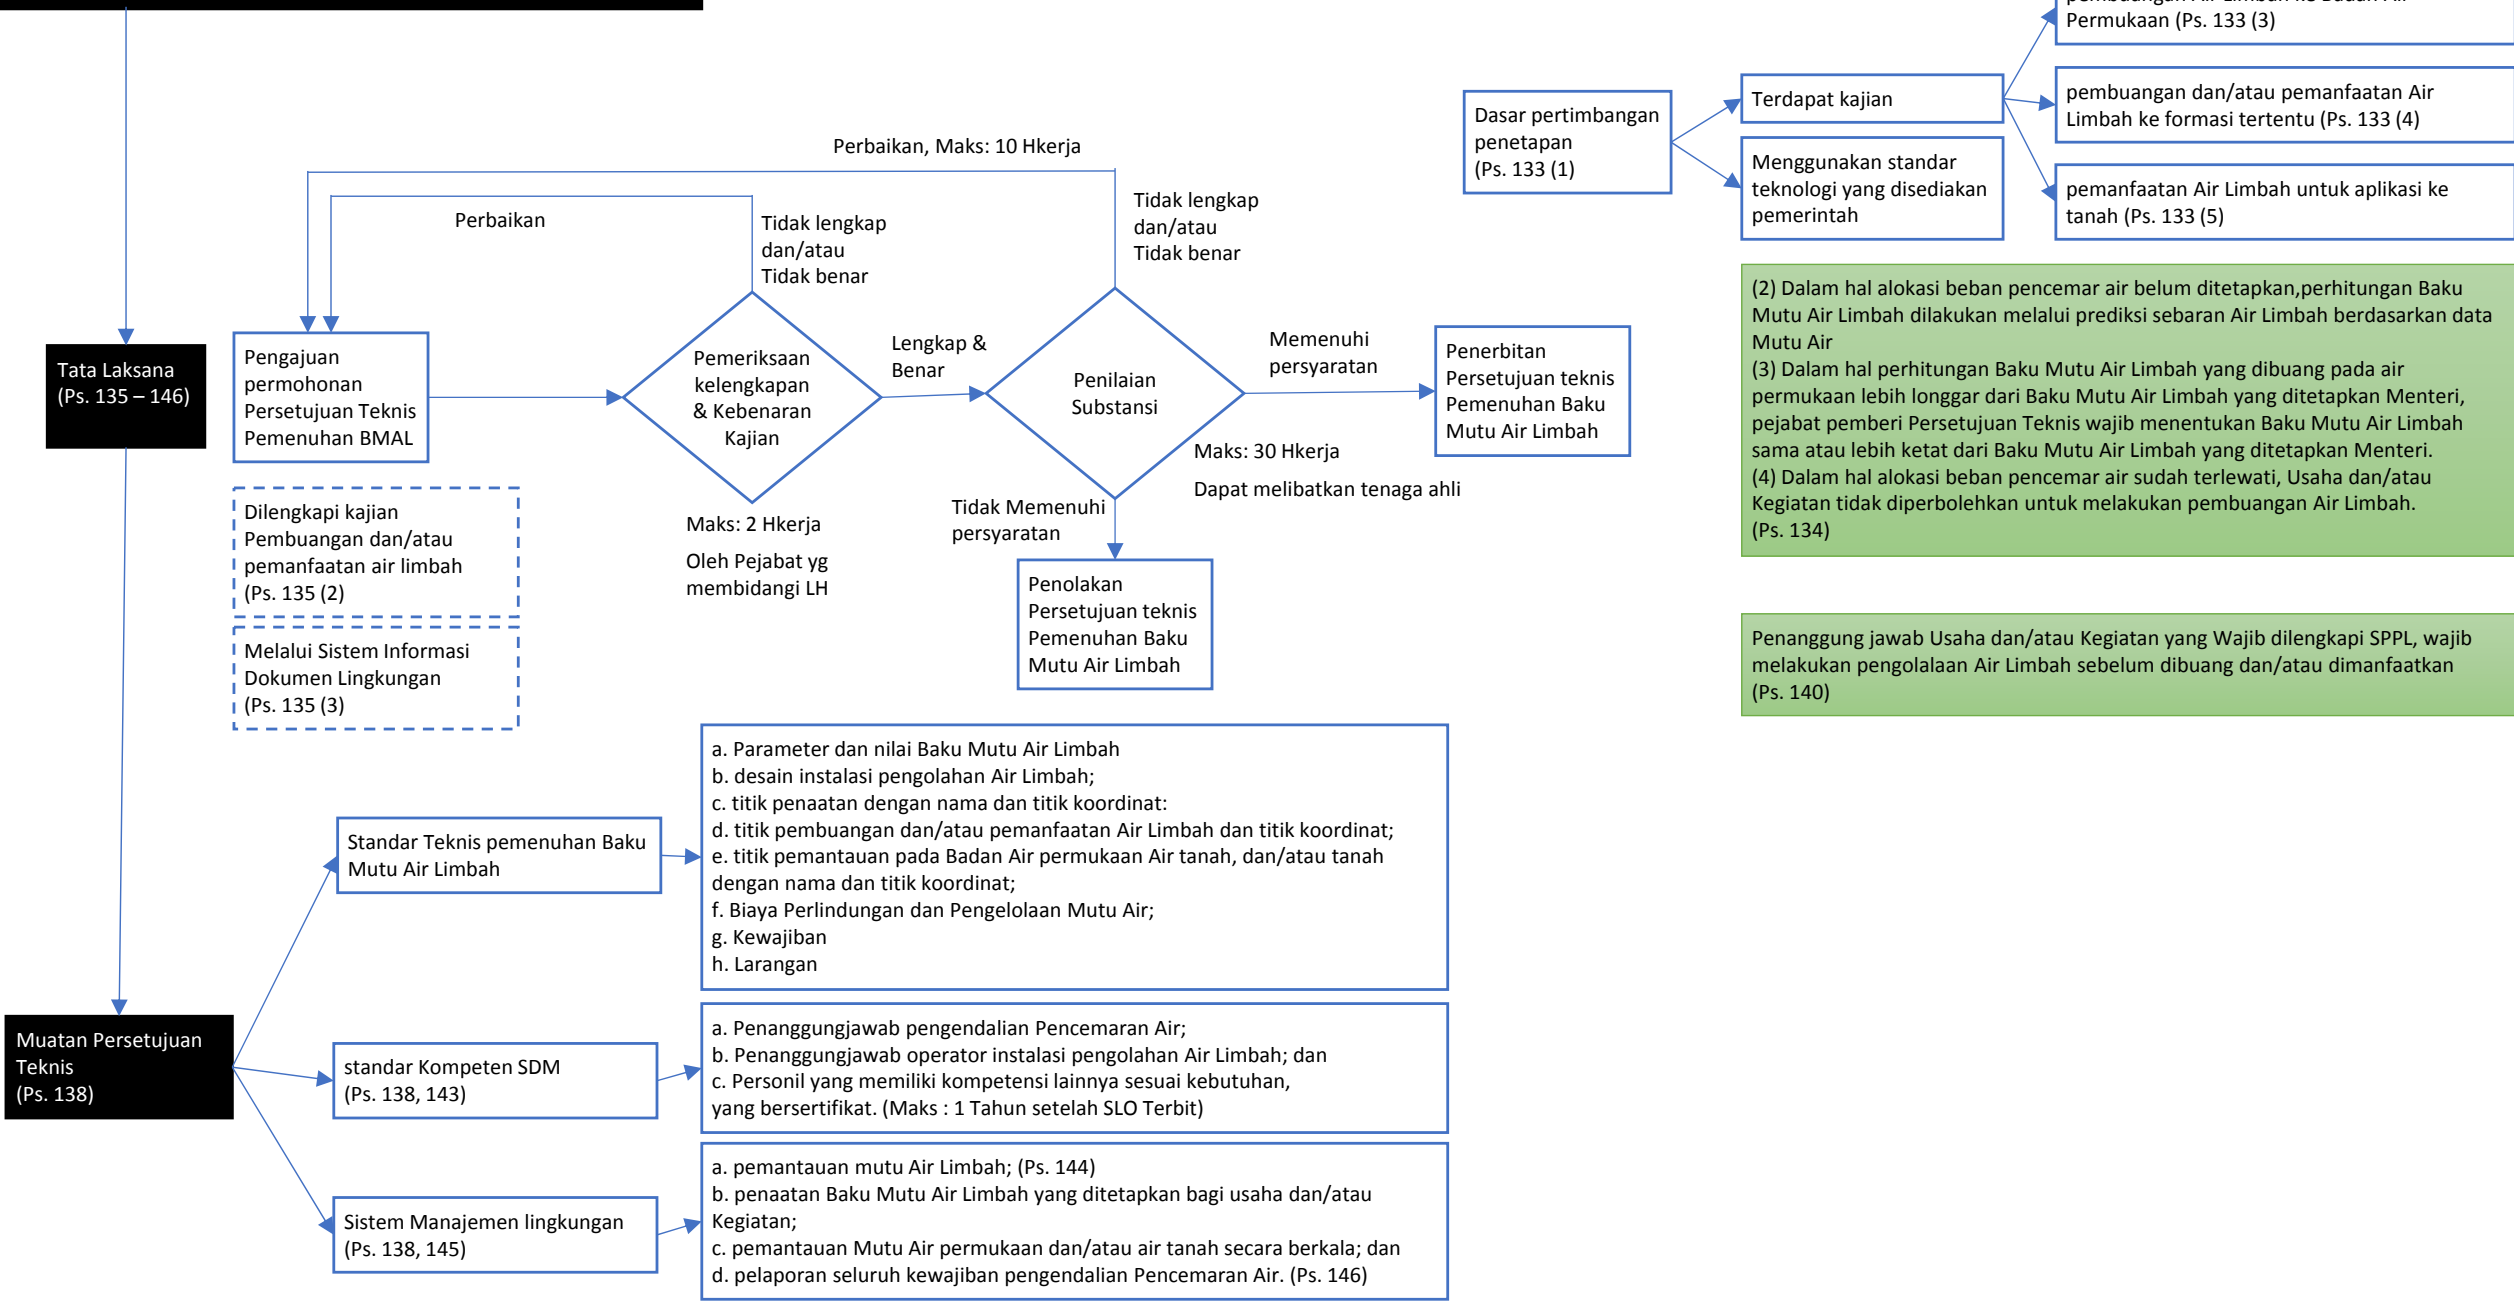 Permukaan (Ps. 133 (3)
Dasar pertimbangan
penetapan
(Ps. 133 (1)
Terdapat kajian
Menggunakan standar
teknologi yang disediakan
pemerintah
pembuangan dan/atau pemanfaatan Air
Limbah ke formasi tertentu (Ps. 133 (4)
pemanfaatan Air Limbah untuk aplikasi ke
tanah (Ps. 133 (5)
Perbaikan, Maks: 10 Hkerja
Perbaikan
Tidak lengkap
dan/atau
Tidak benar
Tidak lengkap
dan/atau
Tidak benar
Tata Laksana
(Ps. 135 – 146)
Pengajuan
permohonan
Persetujuan Teknis
Pemenuhan BMAL
Pemeriksaan
kelengkapan
& Kebenaran
Kajian
Lengkap &
Benar
Penilaian
Substansi
Memenuhi
persyaratan
Penerbitan
Persetujuan teknis
Pemenuhan Baku
Mutu Air Limbah
Maks: 30 Hkerja
Dapat melibatkan tenaga ahli
Tidak Memenuhi
persyaratan
Maks: 2 Hkerja
Oleh Pejabat yg
membidangi LH
Penolakan
Persetujuan teknis
Pemenuhan Baku
Mutu Air Limbah
Dilengkapi kajian
Pembuangan dan/atau
pemanfaatan air limbah
(Ps. 135 (2)
Melalui Sistem Informasi
Dokumen Lingkungan
(Ps. 135 (3)
(2) Dalam hal alokasi beban pencemar air belum ditetapkan,perhitungan Baku
Mutu Air Limbah dilakukan melalui prediksi sebaran Air Limbah berdasarkan data
Mutu Air
(3) Dalam hal perhitungan Baku Mutu Air Limbah yang dibuang pada air
permukaan lebih longgar dari Baku Mutu Air Limbah yang ditetapkan Menteri,
pejabat pemberi Persetujuan Teknis wajib menentukan Baku Mutu Air Limbah
sama atau lebih ketat dari Baku Mutu Air Limbah yang ditetapkan Menteri.
(4) Dalam hal alokasi beban pencemar air sudah terlewati, Usaha dan/atau
Kegiatan tidak diperbolehkan untuk melakukan pembuangan Air Limbah.
(Ps. 134)
Penanggung jawab Usaha dan/atau Kegiatan yang Wajib dilengkapi SPPL, wajib
melakukan pengolalaan Air Limbah sebelum dibuang dan/atau dimanfaatkan
(Ps. 140)
Muatan Persetujuan
Teknis
(Ps. 138)
Standar Teknis pemenuhan Baku
Mutu Air Limbah
a. Parameter dan nilai Baku Mutu Air Limbah
b. desain instalasi pengolahan Air Limbah;
c. titik penaatan dengan nama dan titik koordinat:
d. titik pembuangan dan/atau pemanfaatan Air Limbah dan titik koordinat;
e. titik pemantauan pada Badan Air permukaan Air tanah, dan/atau tanah
dengan nama dan titik koordinat;
f. Biaya Perlindungan dan Pengelolaan Mutu Air;
g. Kewajiban
h. Larangan
standar Kompeten SDM
(Ps. 138, 143)
a. Penanggungjawab pengendalian Pencemaran Air;
b. Penanggungjawab operator instalasi pengolahan Air Limbah; dan
c. Personil yang memiliki kompetensi lainnya sesuai kebutuhan,
yang bersertifikat. (Maks : 1 Tahun setelah SLO Terbit)
Sistem Manajemen lingkungan
(Ps. 138, 145)
a. pemantauan mutu Air Limbah; (Ps. 144)
b. penaatan Baku Mutu Air Limbah yang ditetapkan bagi usaha dan/atau
Kegiatan;
c. pemantauan Mutu Air permukaan dan/atau air tanah secara berkala; dan
d. pelaporan seluruh kewajiban pengendalian Pencemaran Air. (Ps. 146)